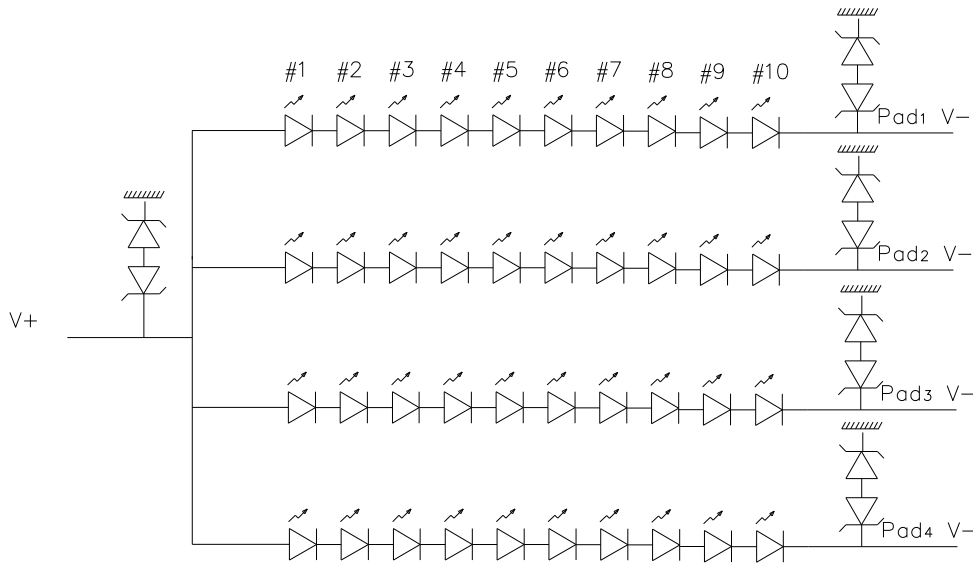 #1 #2 #3 #4 #5 #6 #7 #8 #9 #10
Pad1 V-
Pad2 V-
V+
Pad3 V-
Pad4 V-